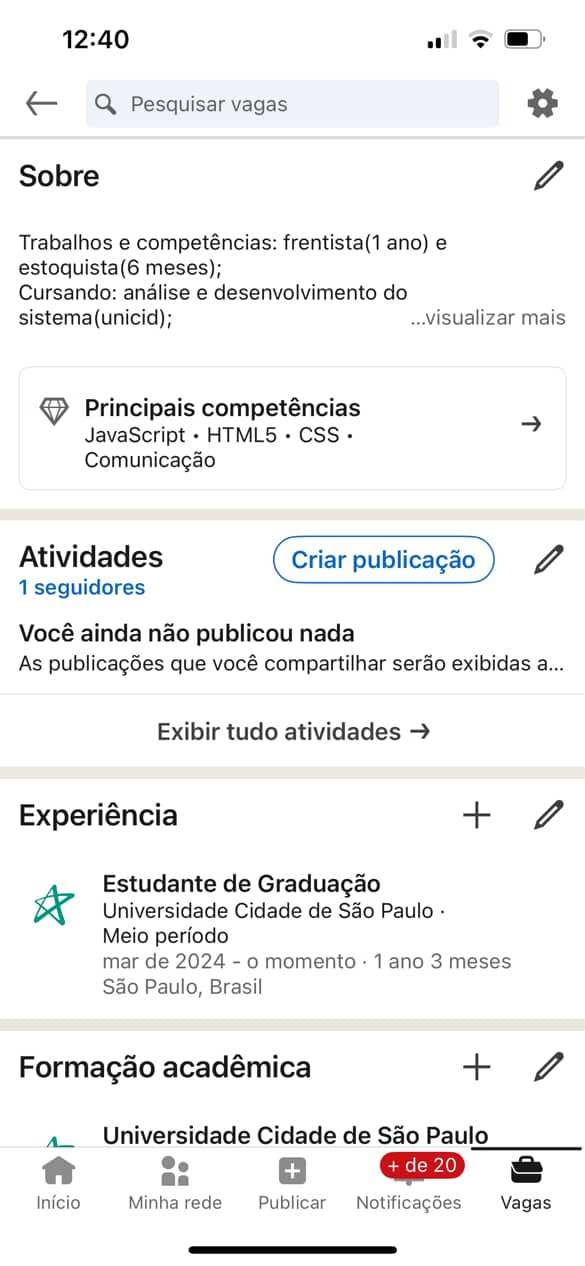 12:40
Pesquisar vagas
Sobre
Trabalhos e competências: frentista(1 ano) e
estoquista(6 meses);
Cursando: análise e desenvolvimento do
sistema(unicid);
...visualizar mais
Principais competências
JavaScript • HTML5 • CSS •
Comunicação
Atividades
Criar publicação
1 seguidores
Você ainda não publicou nada
As publicações que você compartilhar serão exibidas a...
Exibir tudo atividades →
Experiência
Estudante de Graduação
Universidade Cidade de São Paulo ·
Meio período
mar de 2024 - o momento · 1 ano 3 meses
São Paulo, Brasil
Formação acadêmica
Universidade Cidade de São Paulo
+ de 20
Início
Minha rede
Publicar
Notificações
Vagas